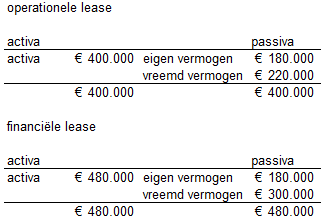 operationele lease
activa passiva
activa € 400.000 eigen vermogen € 180.000
vreemd vermogen € 220.000
€ 400.000 € 400.000
financiële lease
activa passiva
activa € 480.000 eigen vermogen € 180.000
vreemd vermogen € 300.000
€ 480.000 € 480.000